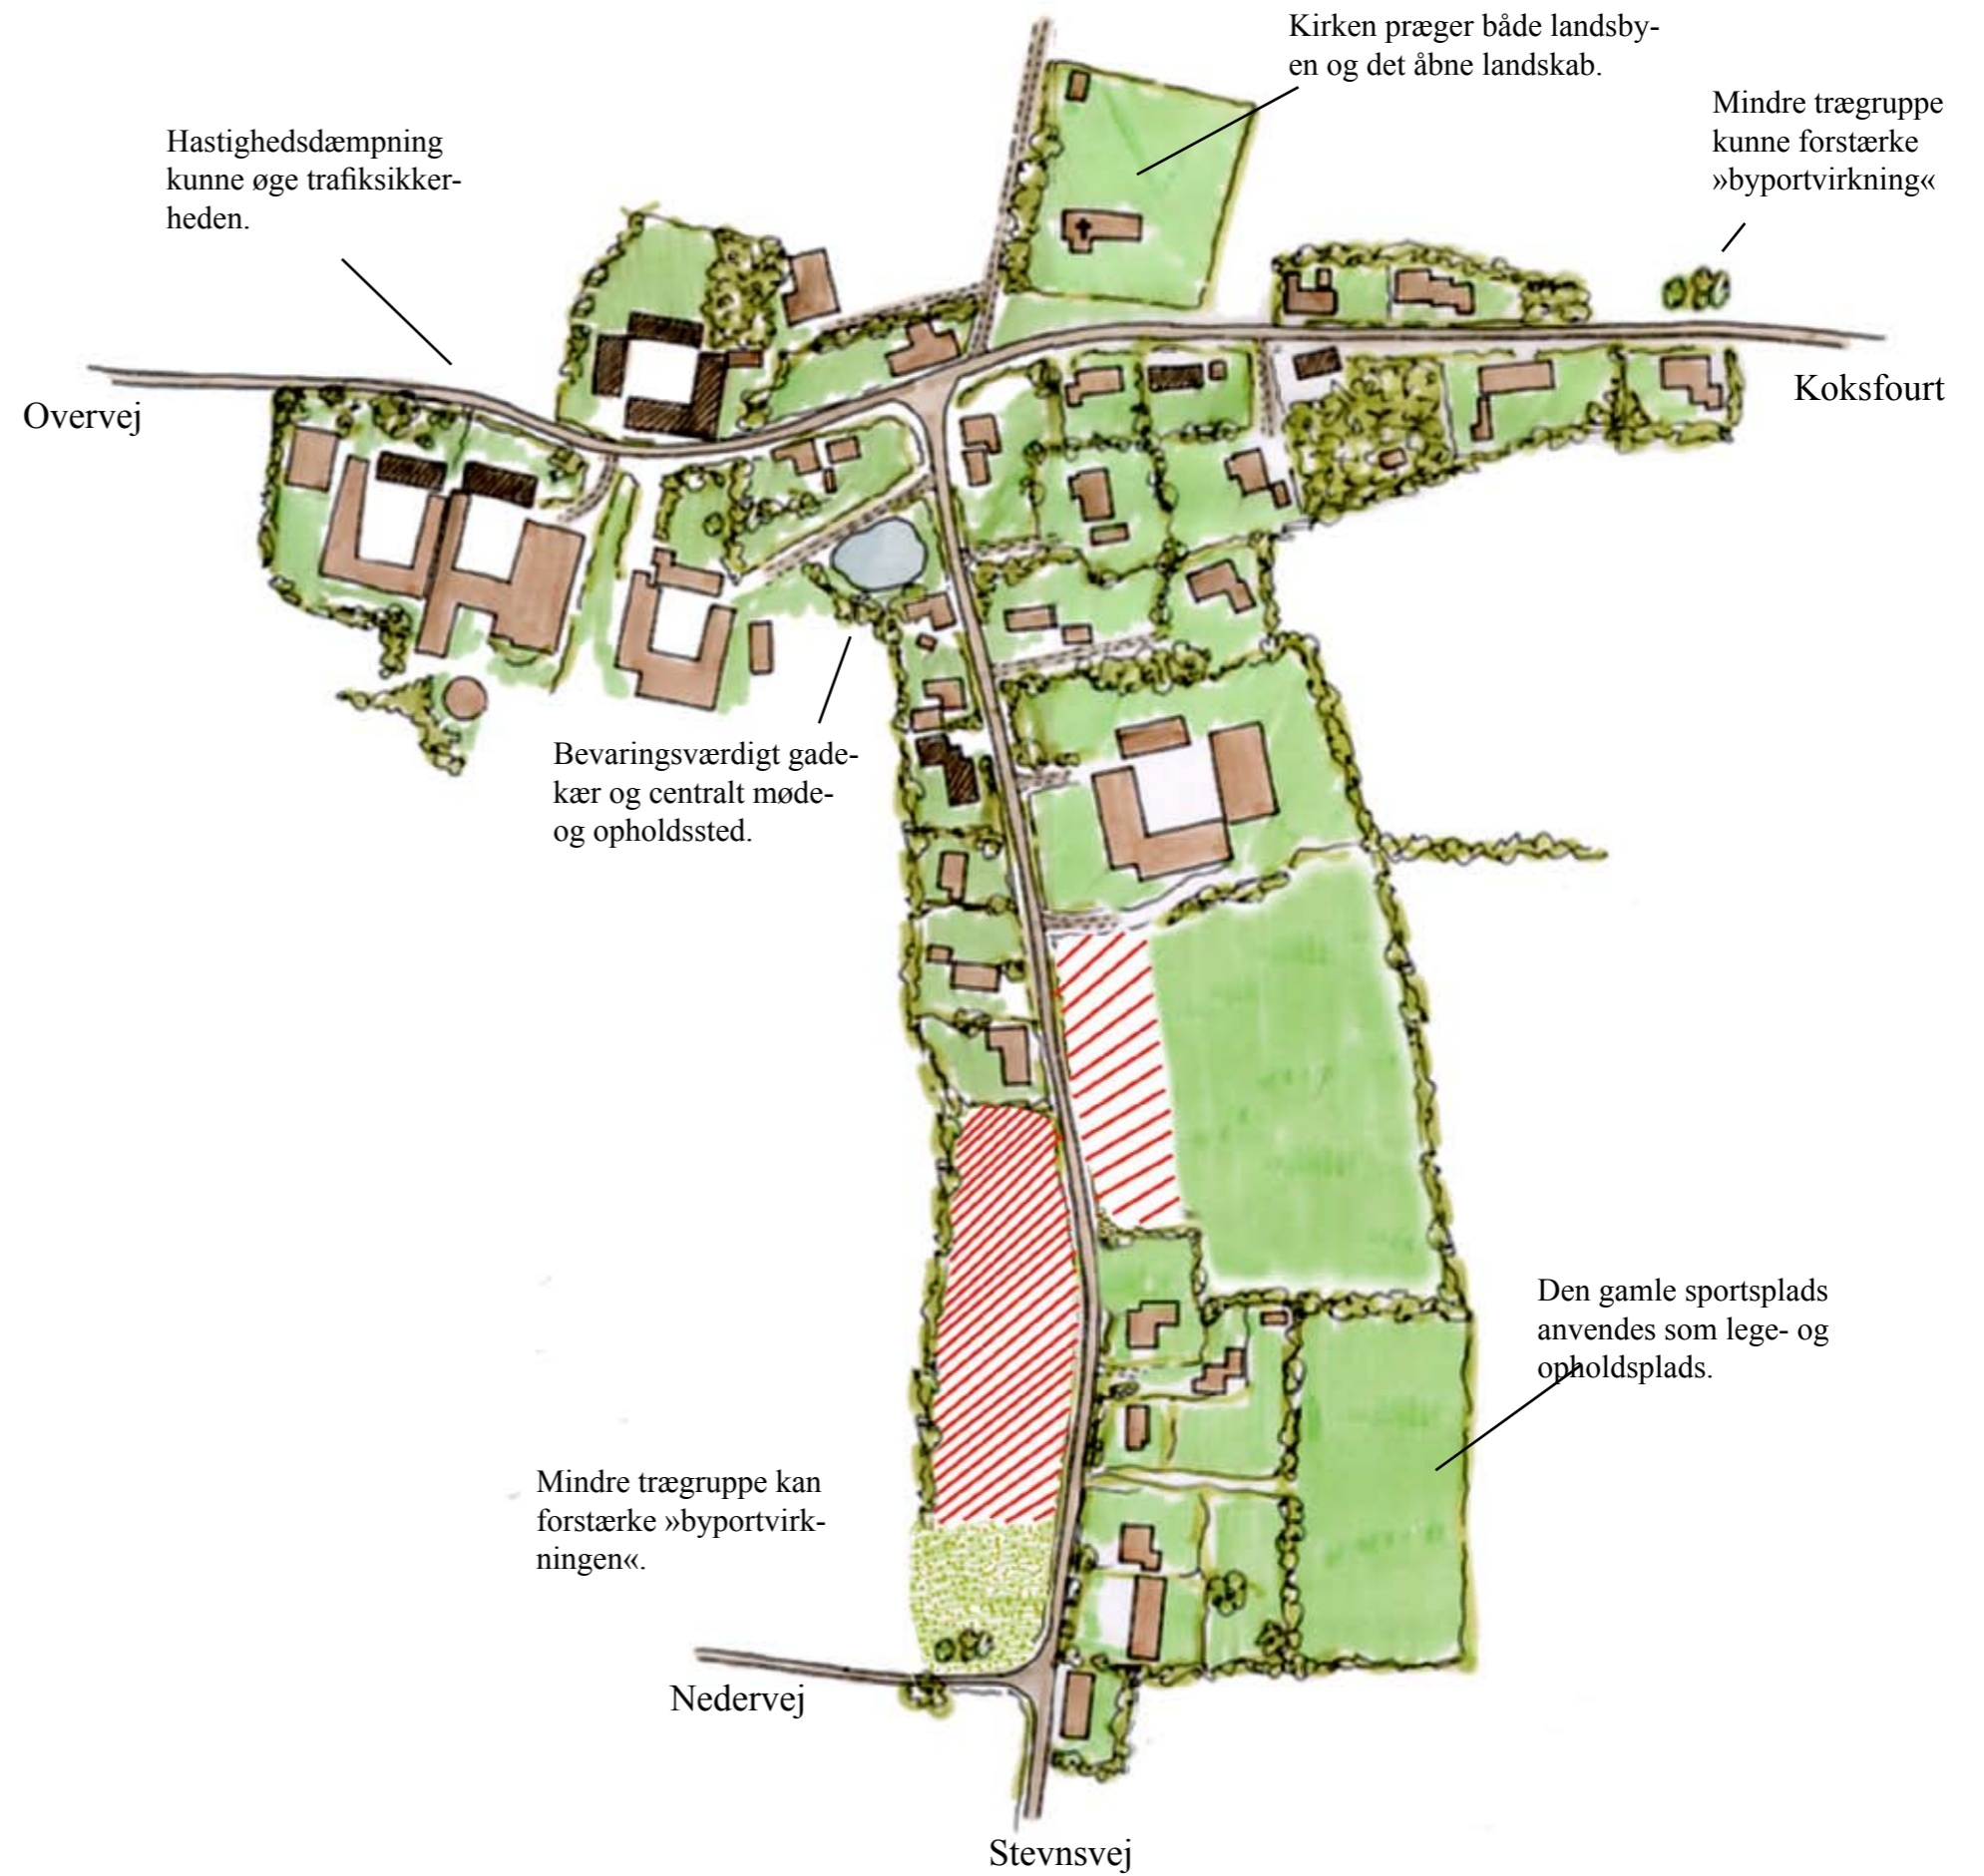 Kirken præger både landsby-
en og det åbne landskab.
Mindre trægruppe
kunne forstærke
»byportvirkning«
Hastighedsdæmpning
kunne øge trafiksikker-
heden.
Overvej
Koksfourt
Bevaringsværdigt gade-
kær og centralt møde-
og opholdssted.
Den gamle sportsplads
anvendes som lege- og
opholdsplads.
Mindre trægruppe kan
forstærke »byportvirk-
ningen«.
Nedervej
Stevnsvej